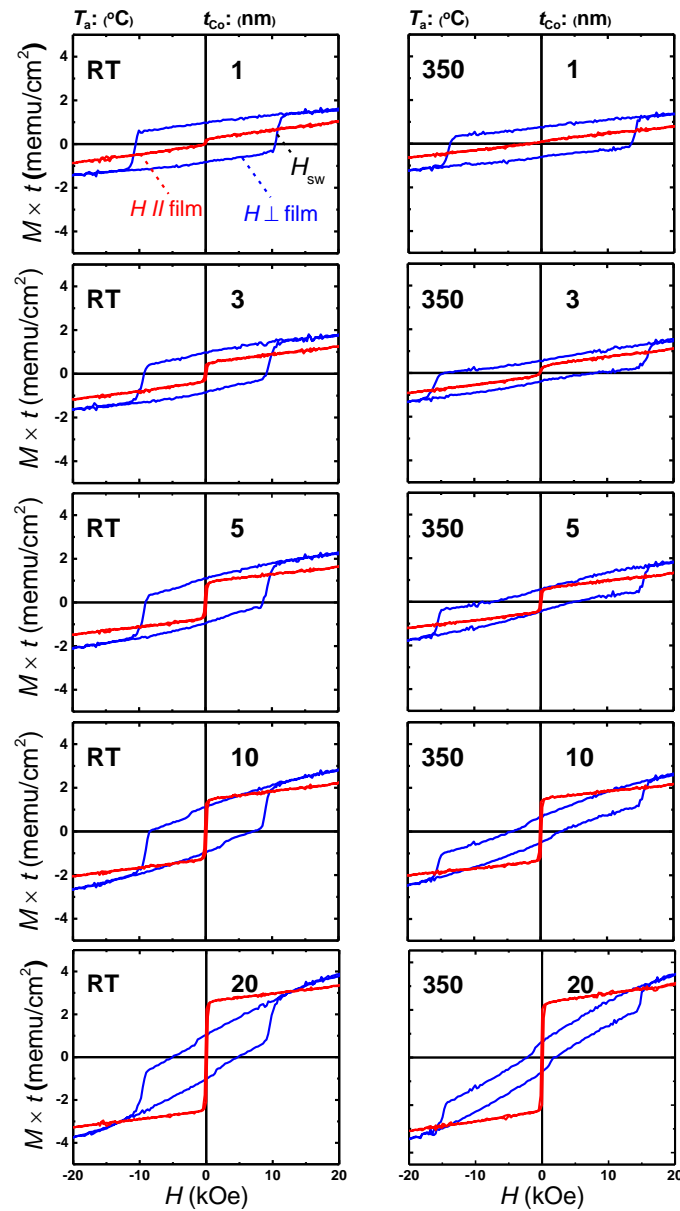 Tₐ: (°C) t_Co: (nm) Tₐ: (°C) t_Co: (nm)
M × t (memu/cm²)
4
2
0
-2
-4
RT 1
H_sw
H // film
H ⊥ film
350 1
M × t (memu/cm²)
4
2
0
-2
-4
RT 3
350 3
M × t (memu/cm²)
4
2
0
-2
-4
RT 5
350 5
M × t (memu/cm²)
4
2
0
-2
-4
RT 10
350 10
M × t (memu/cm²)
4
2
0
-2
-4
RT 20
350 20
-20 -10 0 10 20
-20 -10 0 10 20
H (kOe) H (kOe)